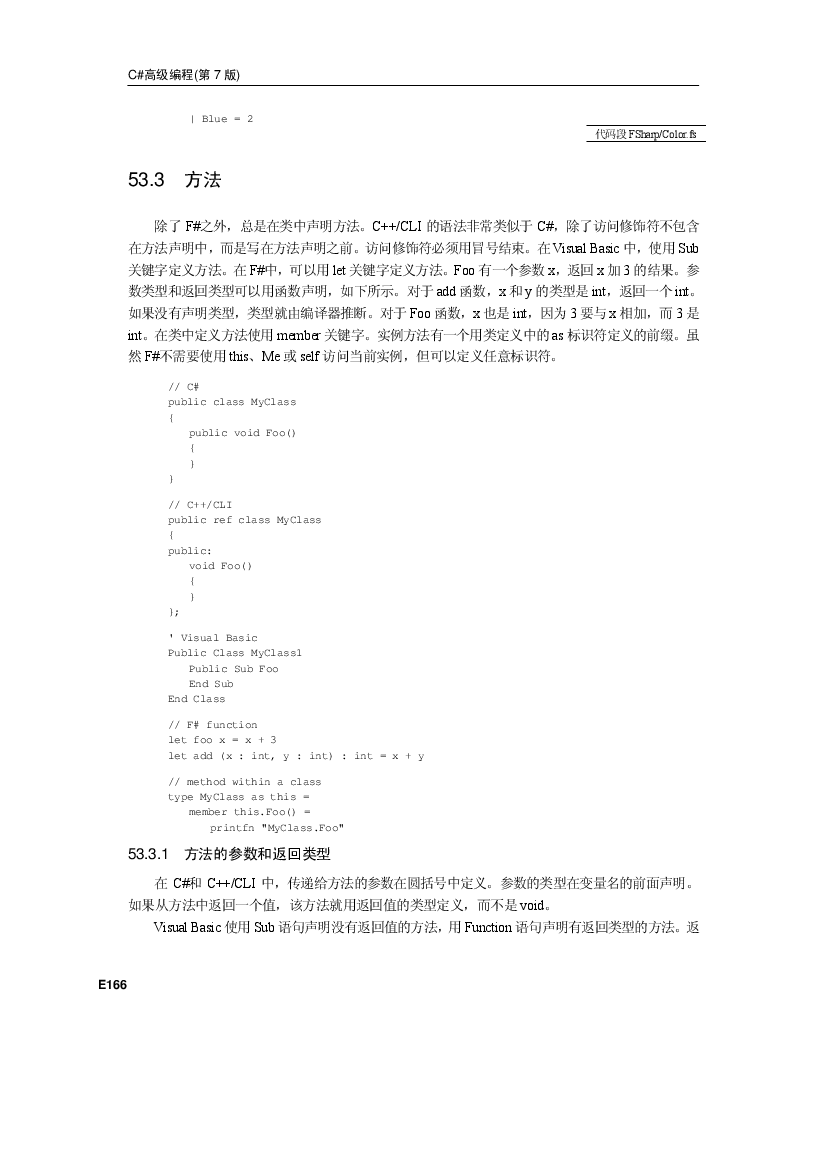 C#高级编程(第 7 版)
| Blue = 2
代码段 FSharp/Color.fs
53.3 方法
除了 F#之外，总是在类中声明方法。C++/CLI 的语法非常类似于 C#，除了访问修饰符不包含
在方法声明中，而是写在方法声明之前。访问修饰符必须用冒号结束。在 Visual Basic 中，使用 Sub
关键字定义方法。在 F#中，可以用 let 关键字定义方法。Foo 有一个参数 x，返回 x 加 3 的结果。参
数类型和返回类型可以用函数声明，如下所示。对于 add 函数，x 和 y 的类型是 int，返回一个 int。
如果没有声明类型，类型就由编译器推断。对于 Foo 函数，x 也是 int，因为 3 要与 x 相加，而 3 是
int。在类中定义方法使用 member 关键字。实例方法有一个用类定义中的 as 标识符定义的前缀。虽
然 F#不需要使用 this、Me 或 self 访问当前实例，但可以定义任意标识符。
// C#
public class MyClass
{
public void Foo()
{
}
}
// C++/CLI
public ref class MyClass
{
public:
void Foo()
{
}
};
' Visual Basic
Public Class MyClass1
Public Sub Foo
End Sub
End Class
// F# function
let foo x = x + 3
let add (x : int, y : int) : int = x + y
// method within a class
type MyClass as this =
member this.Foo() =
printfn "MyClass.Foo"
53.3.1 方法的参数和返回类型
在 C#和 C++/CLI 中，传递给方法的参数在圆括号中定义。参数的类型在变量名的前面声明。
如果从方法中返回一个值，该方法就用返回值的类型定义，而不是 void。
Visual Basic 使用 Sub 语句声明没有返回值的方法，用 Function 语句声明有返回类型的方法。返
E166